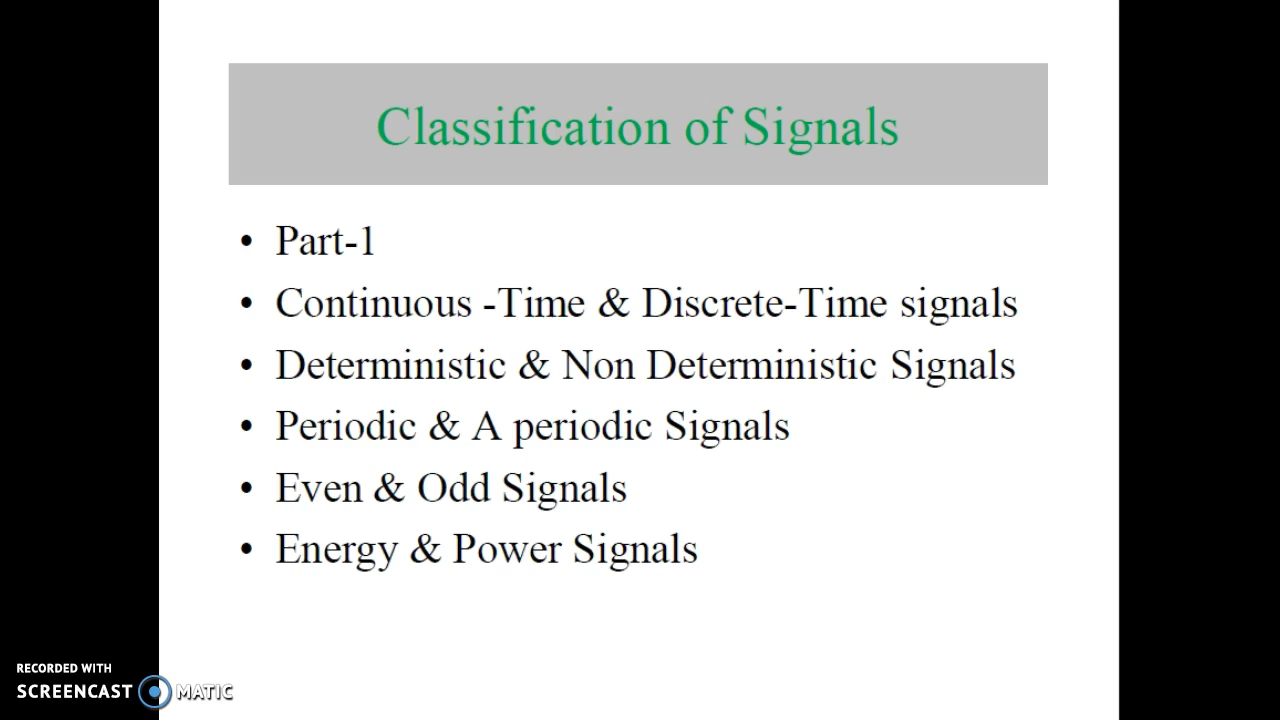 Classification of Signals
• Part-1
• Continuous -Time & Discrete-Time signals
• Deterministic & Non Deterministic Signals
• Periodic & A periodic Signals
• Even & Odd Signals
• Energy & Power Signals
RECORDED WITH
SCREENCAST MATIC